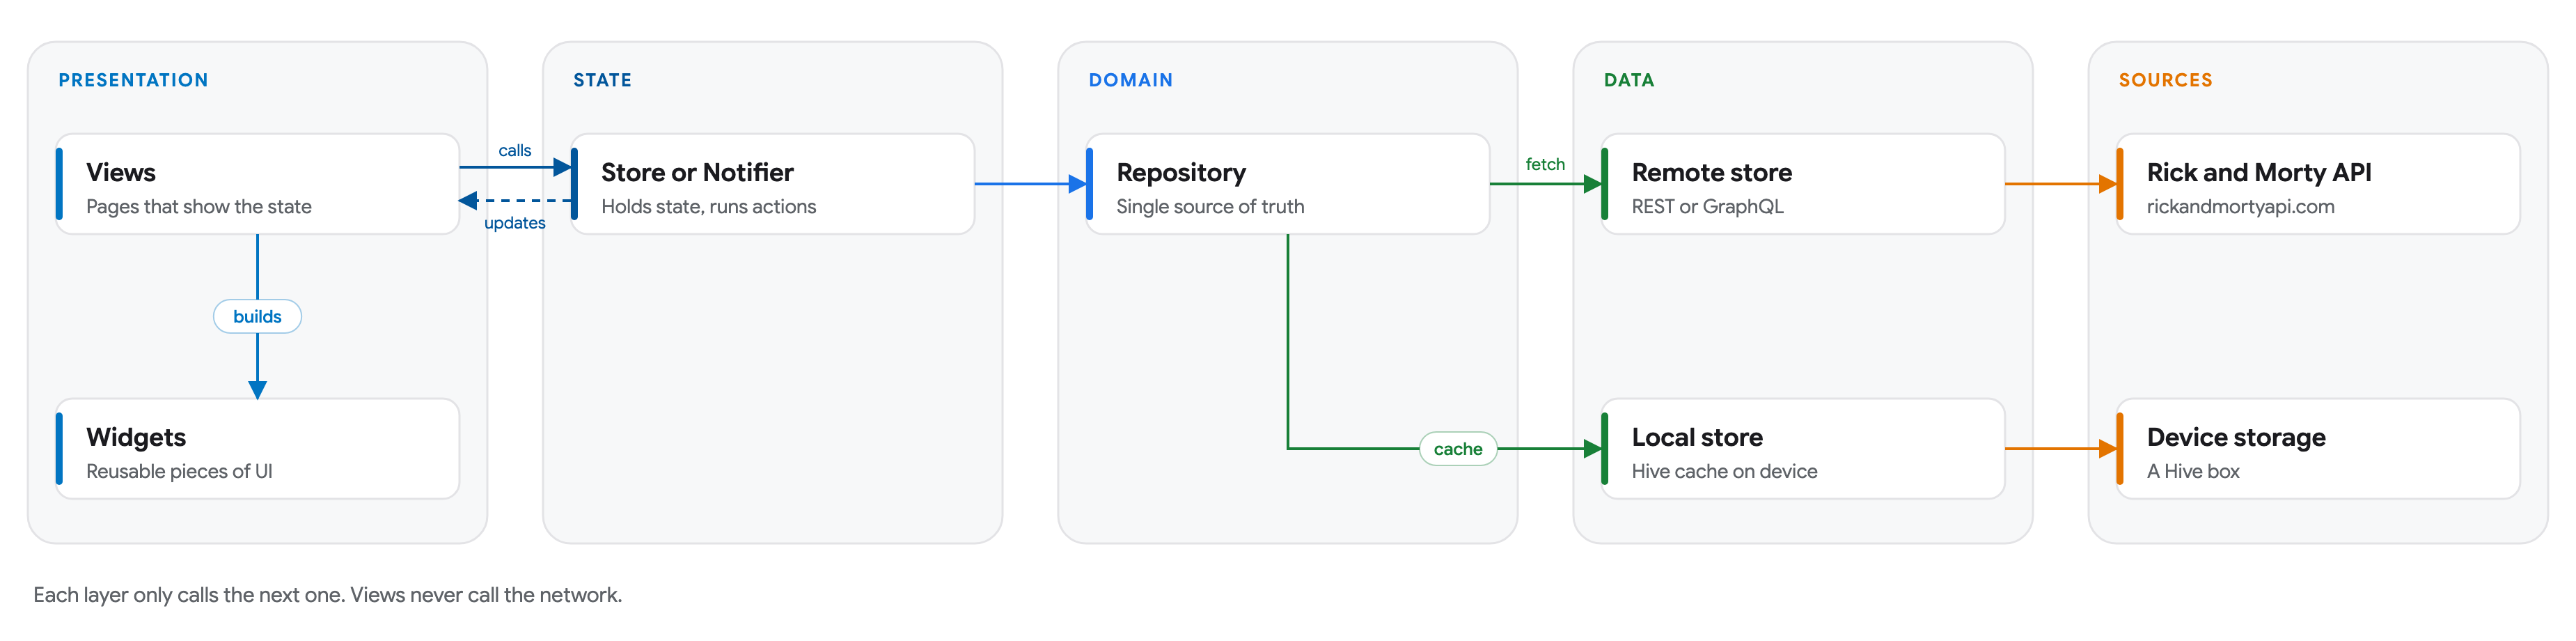 PRESENTATION
Views
Pages that show the state
builds
Widgets
Reusable pieces of UI
calls
updates
STATE
Store or Notifier
Holds state, runs actions
DOMAIN
Repository
Single source of truth
fetch
cache
DATA
Remote store
REST or GraphQL
Local store
Hive cache on device
SOURCES
Rick and Morty API
rickandmortyapi.com
Device storage
A Hive box
Each layer only calls the next one. Views never call the network.